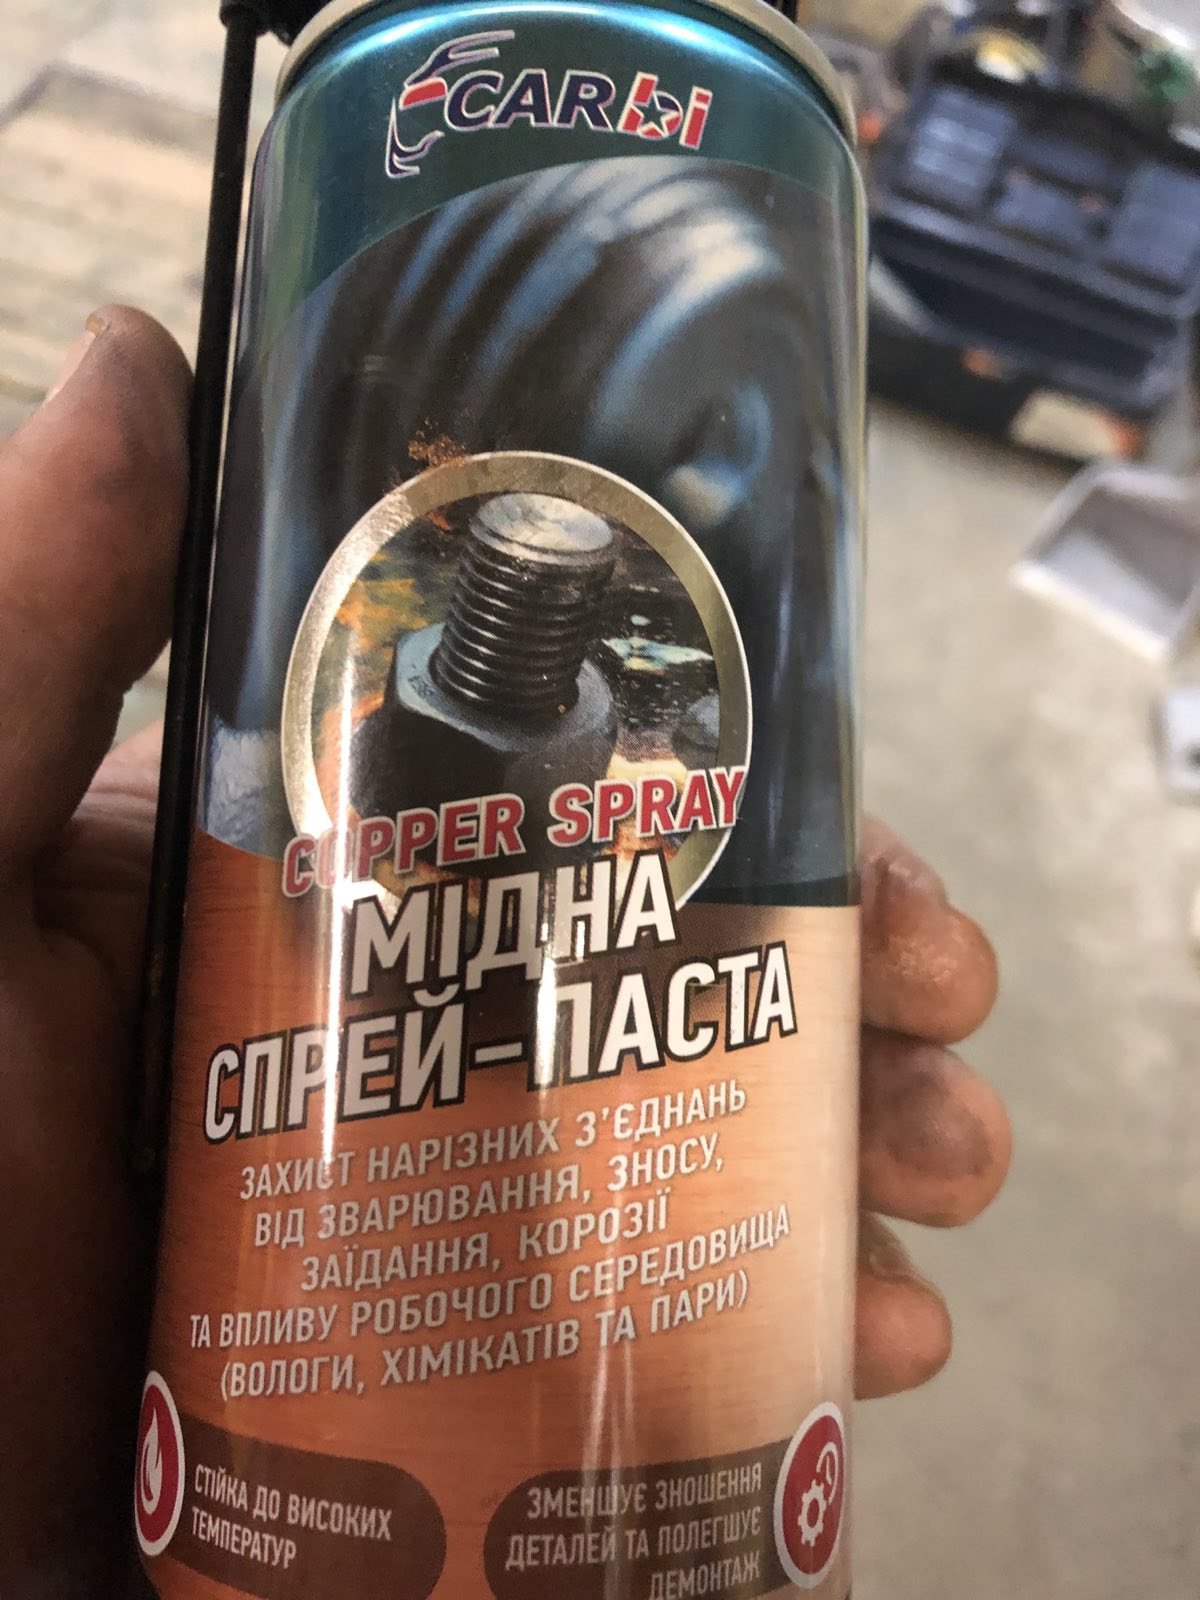 CARbi
COPPER SPRAY
МІДНА
СПРЕЙ-ПАСТА
ЗАХИСТ НАРІЗНИХ З'ЄДНАНЬ
ВІД ЗВАРЮВАННЯ, ЗНОСУ,
ЗАЇДАННЯ, КОРОЗІЇ
ТА ВПЛИВУ РОБОЧОГО СЕРЕДОВИЩА
(ВОЛОГИ, ХІМІКАТІВ ТА ПАРИ)
СТІЙКА ДО ВИСОКИХ
ТЕМПЕРАТУР
ЗМЕНШУЄ ЗНОШЕННЯ
ДЕТАЛЕЙ ТА ПОЛЕГШУЄ
ДЕМОНТАЖ